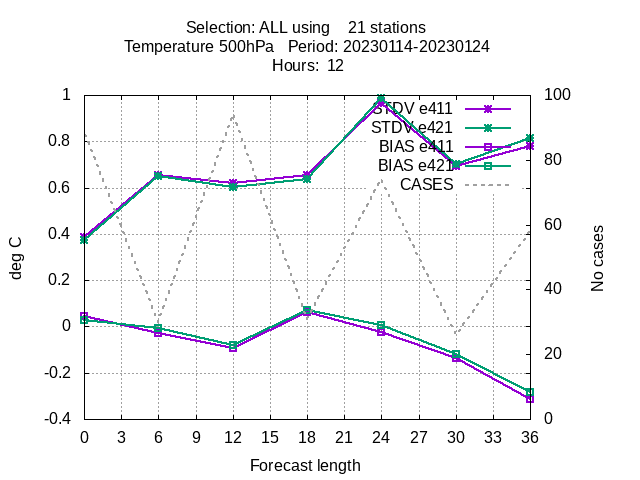 Selection: ALL using    21 stations
Temperature 500hPa   Period: 20230114-20230124
Hours:  12
1
0.8
0.6
0.4
0.2
0
-0.2
-0.4
deg C
STDV e411
STDV e421
BIAS e411
BIAS e421
CASES
100
80
60
40
20
0
No cases
0 3 6 9 12 15 18 21 24 27 30 33 36
Forecast length